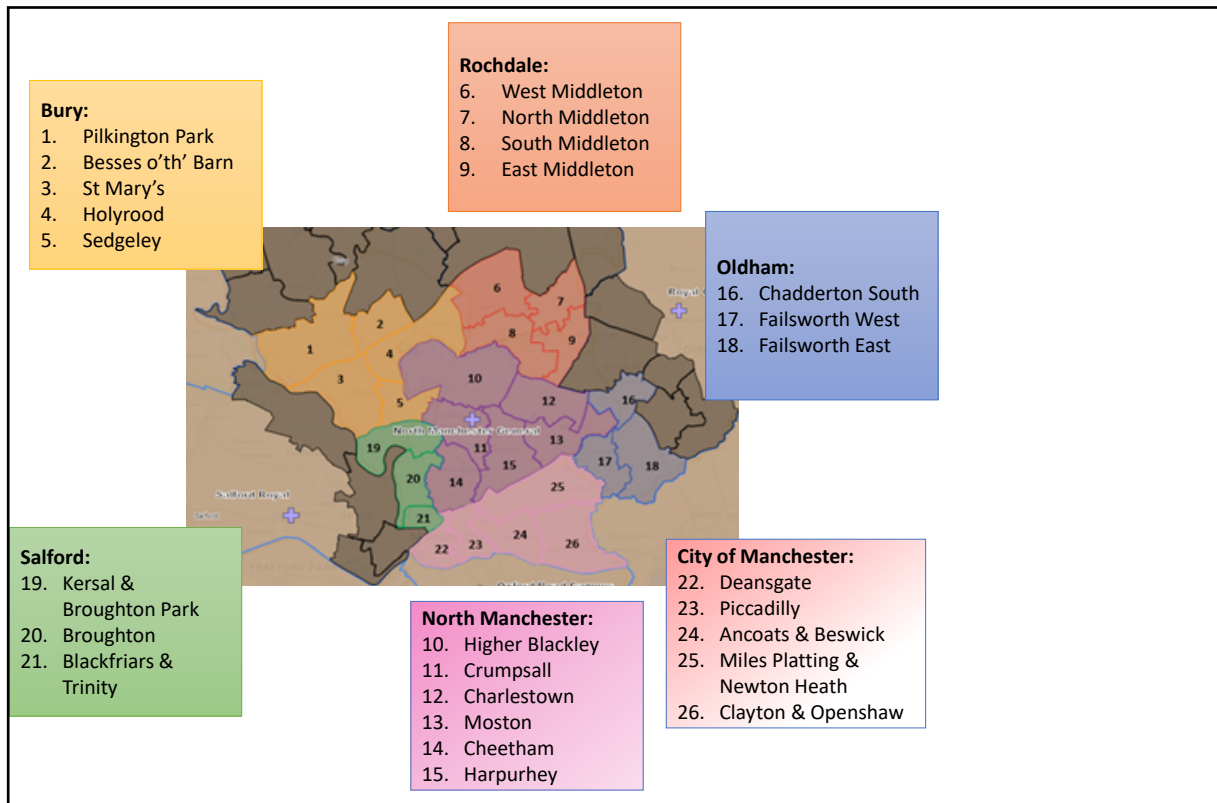 Rochdale:
6. West Middleton
7. North Middleton
8. South Middleton
9. East Middleton
Bury:
1. Pilkington Park
2. Besses o’th’ Barn
3. St Mary’s
4. Holyrood
5. Sedgeley
Oldham:
16. Chadderton South
17. Failsworth West
18. Failsworth East
Royal
6
7
2
8
9
1
4
10
3
12
16
5
North Manchester General
19
11
13
15
17
18
20
14
25
Salford Royal
Salford
21
24
22
23
26
Salford:
19. Kersal &
Broughton Park
20. Broughton
21. Blackfriars &
Trinity
North Manchester:
10. Higher Blackley
11. Crumpsall
12. Charlestown
13. Moston
14. Cheetham
15. Harpurhey
City of Manchester:
22. Deansgate
23. Piccadilly
24. Ancoats & Beswick
25. Miles Platting &
Newton Heath
26. Clayton & Openshaw